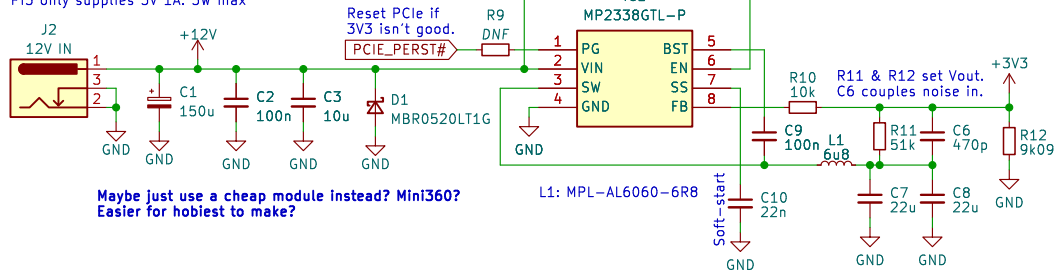 Pi5 only supplies 5V 1A. 5W max
J2
12V IN
1
3
2
+12V
C1
150u
GND
GND
C2
100n
GND
C3
10u
GND
D1
MBR0520LT1G
GND
Reset PCIe if
3V3 isn't good.
PCIE_PERST#
R9
DNF
MP2338GTL-P
1 PG
2 VIN
3 SW
4 GND
BST 5
EN 6
SS 7
FB 8
GND
R10
10k
R11 & R12 set Vout.
C6 couples noise in.
+3V3
C9
100n
L1
6u8
R11
51k
C6
470p
R12
9k09
GND
L1: MPL-AL6060-6R8
Soft-start
C10
22n
GND
C7
22u
GND
C8
22u
GND
Maybe just use a cheap module instead? Mini360?
Easier for hobiest to make?